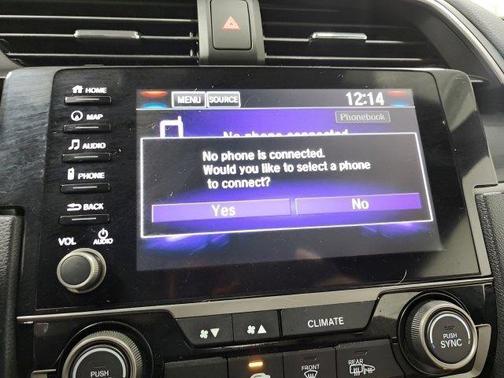 HOME
MENU SOURCE 12:14
MAP
Phonebook
No phone connected
AUDIO
No phone is connected.
Would you like to select a phone
to connect?
PHONE
Yes No
BACK
VOL AUDIO
CLIMATE
PUSH
SYNC
PUSH
FRONT
REAR